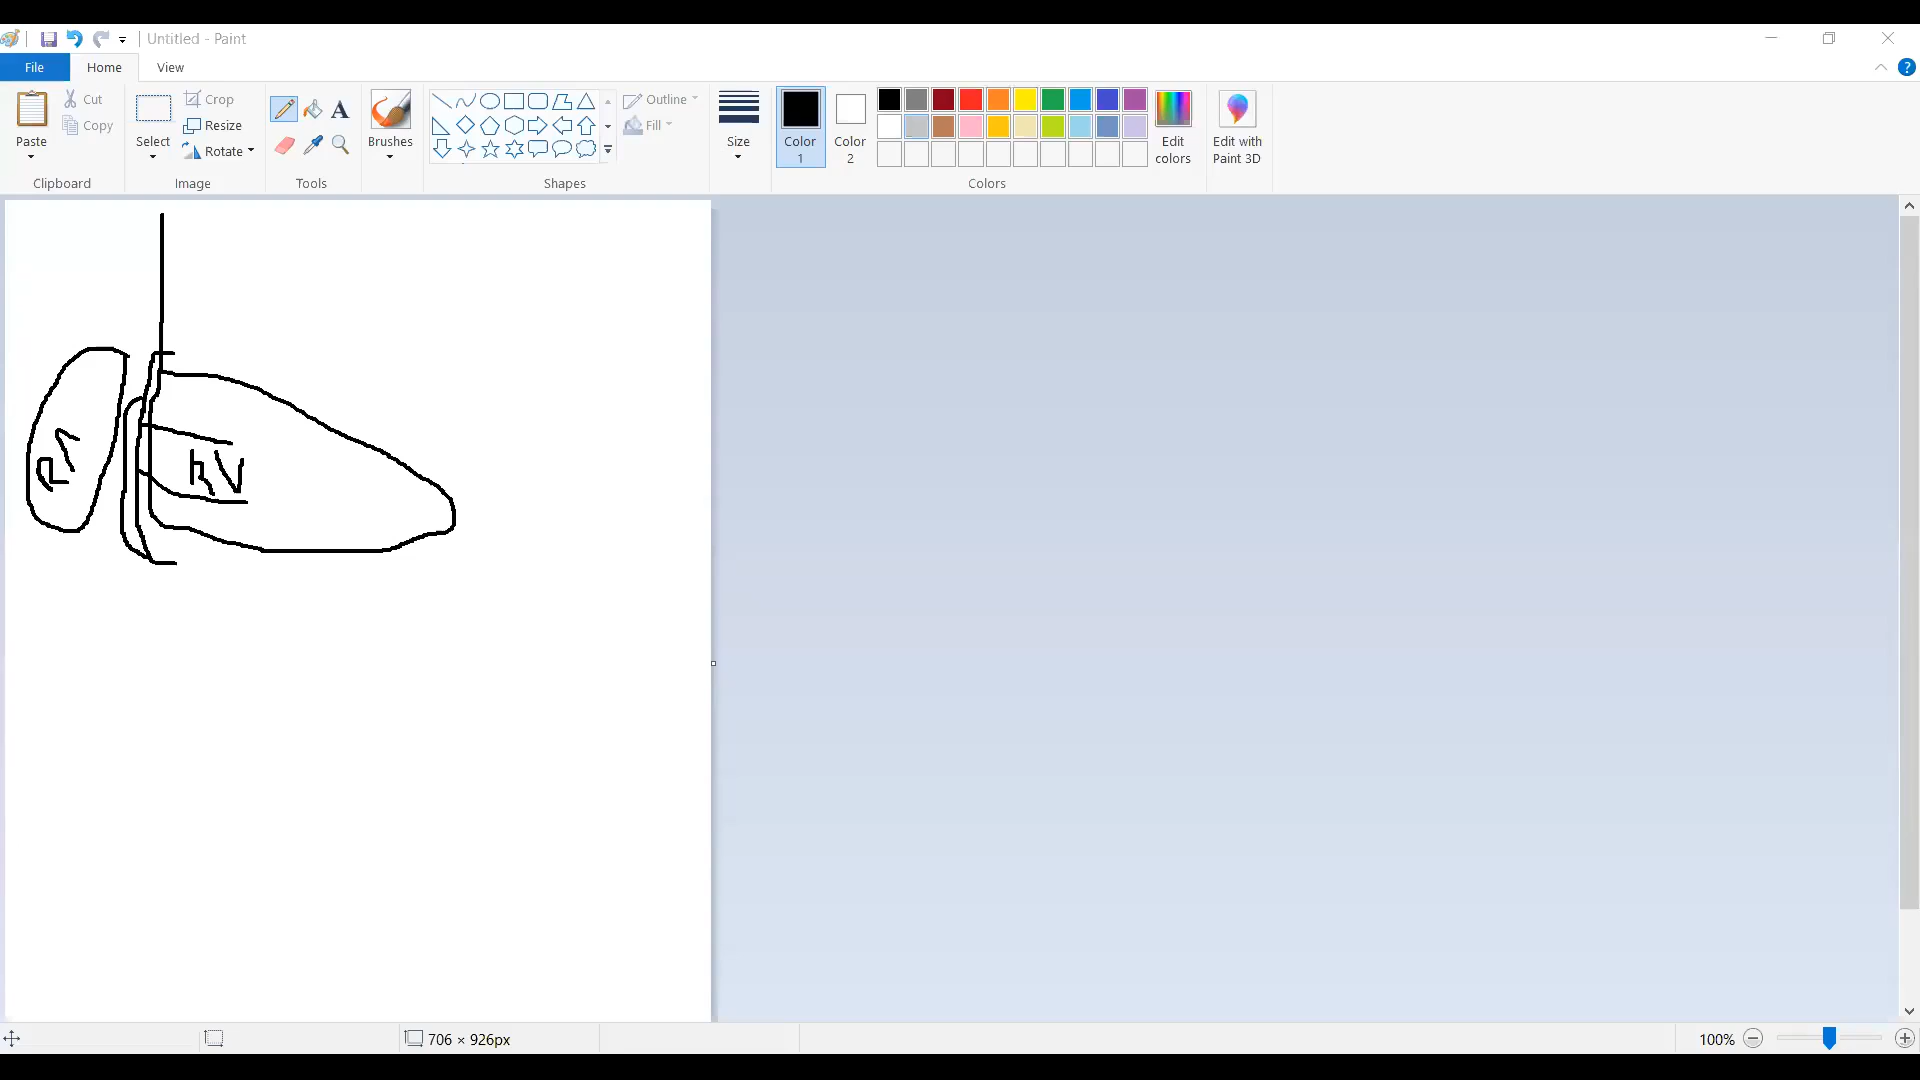 Untitled - Paint
File Home View
Paste
Cut
Copy
Clipboard
Select
Crop
Resize
Rotate
Image
Tools
Brushes
Shapes
Outline
Fill
Size
Color 1
Color 2
Colors
Edit colors
Edit with Paint 3D
RV
706 × 926px
100%